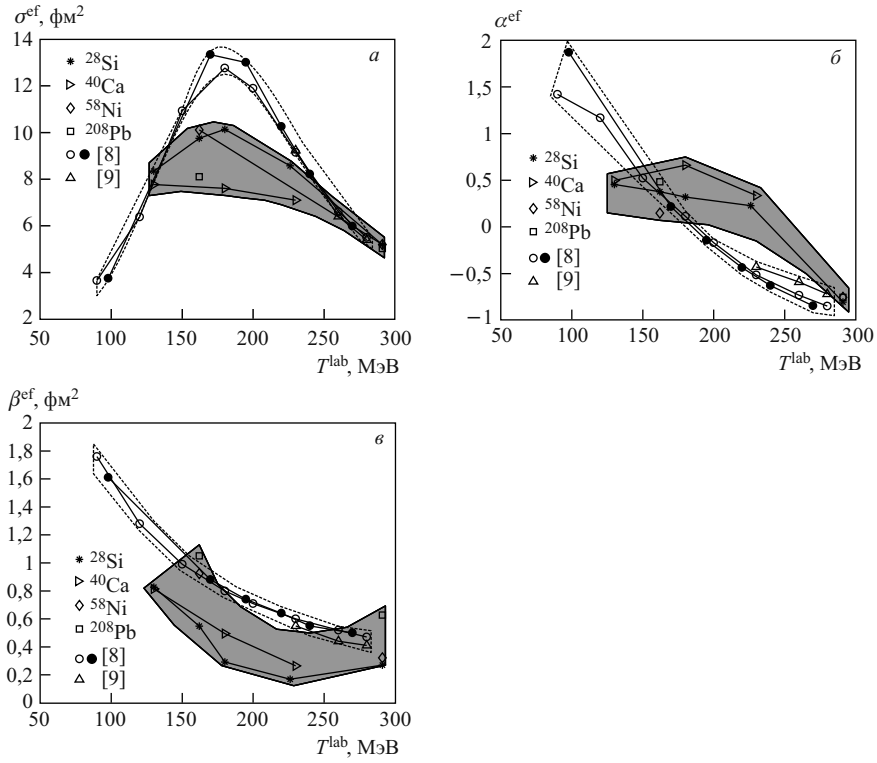 σ^ef, фм²
14
12
10
8
6
4
2
50 100 150 200 250 300
T^lab, МэВ
а
²⁸Si
⁴⁰Ca
⁵⁸Ni
²⁰⁸Pb
[8]
[9]
α^ef
2
1,5
1
0,5
0
−0,5
−1
50 100 150 200 250 300
T^lab, МэВ
б
²⁸Si
⁴⁰Ca
⁵⁸Ni
²⁰⁸Pb
[8]
[9]
β^ef, фм²
2
1,8
1,6
1,4
1,2
1
0,8
0,6
0,4
0,2
0
50 100 150 200 250 300
T^lab, МэВ
в
²⁸Si
⁴⁰Ca
⁵⁸Ni
²⁰⁸Pb
[8]
[9]